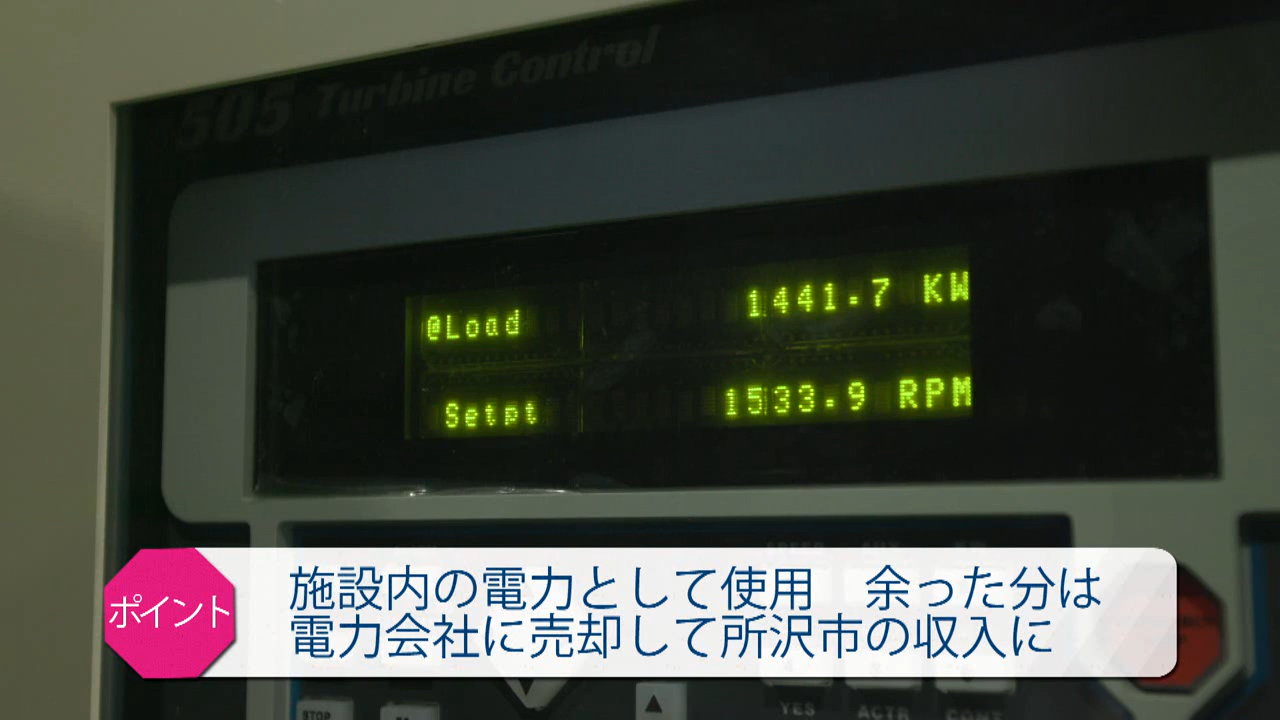 505 Turbine Control
@Load 1441.7 KW
Setpt 1533.9 RPM
ポイント
施設内の電力として使用 余った分は
電力会社に売却して所沢市の収入に
STOP
YES ACTR CONT